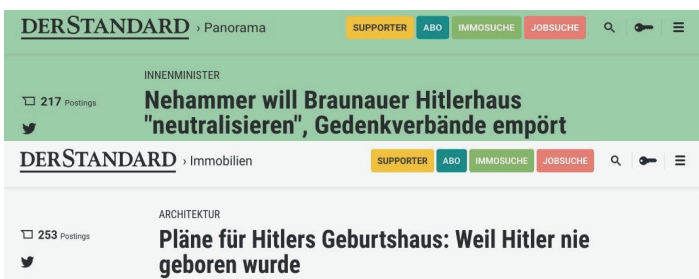 DERSTANDARD › Panorama SUPPORTER ABO IMMOSUCHE JOBSUCHE
INNENMINISTER
217 Postings
Nehammer will Braunauer Hitlerhaus
"neutralisieren", Gedenkverbände empört
DERSTANDARD › Immobilien SUPPORTER ABO IMMOSUCHE JOBSUCHE
ARCHITEKTUR
253 Postings
Pläne für Hitlers Geburtshaus: Weil Hitler nie
geboren wurde